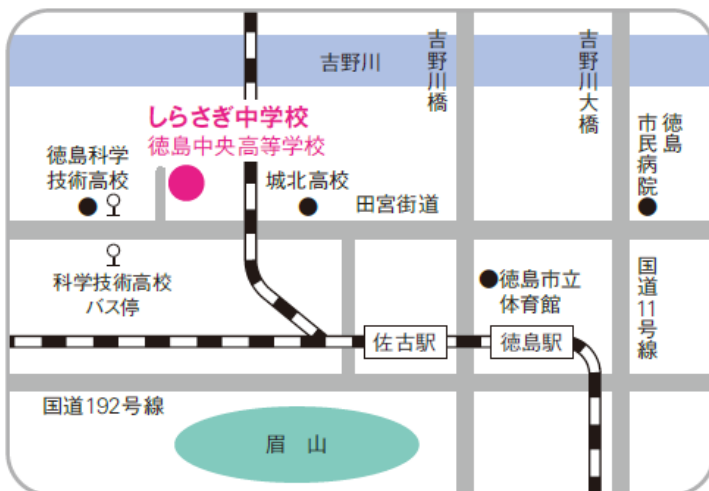 吉野川
吉野川橋
吉野川大橋
しらさぎ中学校
徳島中央高等学校
徳島科学
技術高校
城北高校
田宮街道
徳島
市民病院
科学技術高校
バス停
徳島市立
体育館
国道11号線
佐古駅
徳島駅
国道192号線
眉 山